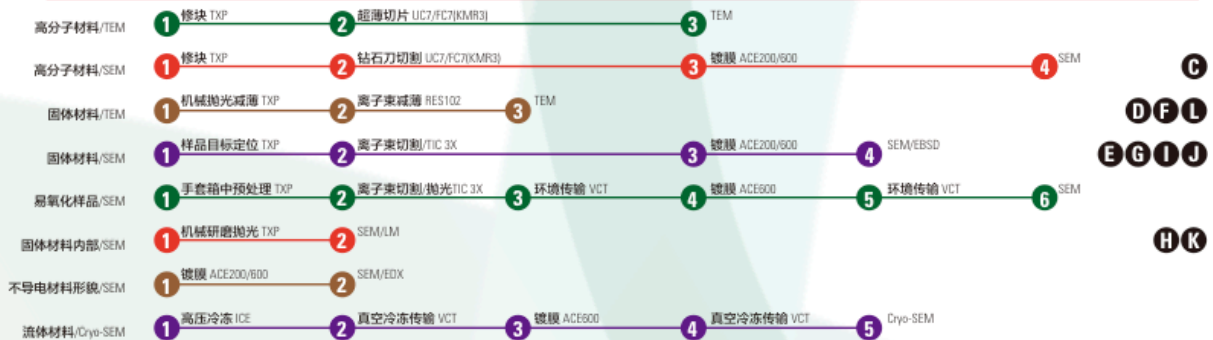 高分子材料/TEM 1 修块 TXP 2 超薄切片 UC7/FC7(KMR3) 3 TEM
高分子材料/SEM 1 修块 TXP 2 钻石刀切割 UC7/FC7(KMR3) 3 镀膜 ACE200/600 4 SEM C
固体材料/TEM 1 机械抛光减薄 TXP 2 离子束减薄 RES102 3 TEM D F L
固体材料/SEM 1 样品目标定位 TXP 2 离子束切割/TIC 3X 3 镀膜 ACE200/600 4 SEM/EBSD E G I J
易氧化样品/SEM 1 手套箱中预处理 TXP 2 离子束切割/抛光TIC 3X 3 环境传输 VCT 4 镀膜 ACE600 5 环境传输 VCT 6 SEM
固体材料内部/SEM 1 机械研磨抛光 TXP 2 SEM/LM H K
不导电材料形貌/SEM 1 镀膜 ACE200/600 2 SEM/EDX
流体材料/Cryo-SEM 1 高压冷冻 ICE 2 真空冷冻传输 VCT 3 镀膜 ACE600 4 真空冷冻传输 VCT 5 Cryo-SEM